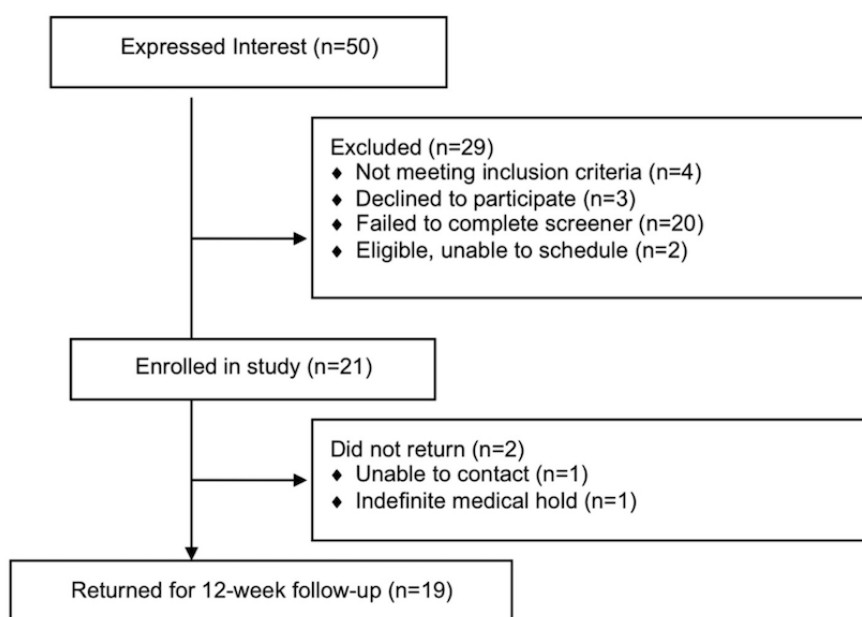 Expressed Interest (n=50)
Excluded (n=29)
♦ Not meeting inclusion criteria (n=4)
♦ Declined to participate (n=3)
♦ Failed to complete screener (n=20)
♦ Eligible, unable to schedule (n=2)
Enrolled in study (n=21)
Did not return (n=2)
♦ Unable to contact (n=1)
♦ Indefinite medical hold (n=1)
Returned for 12-week follow-up (n=19)